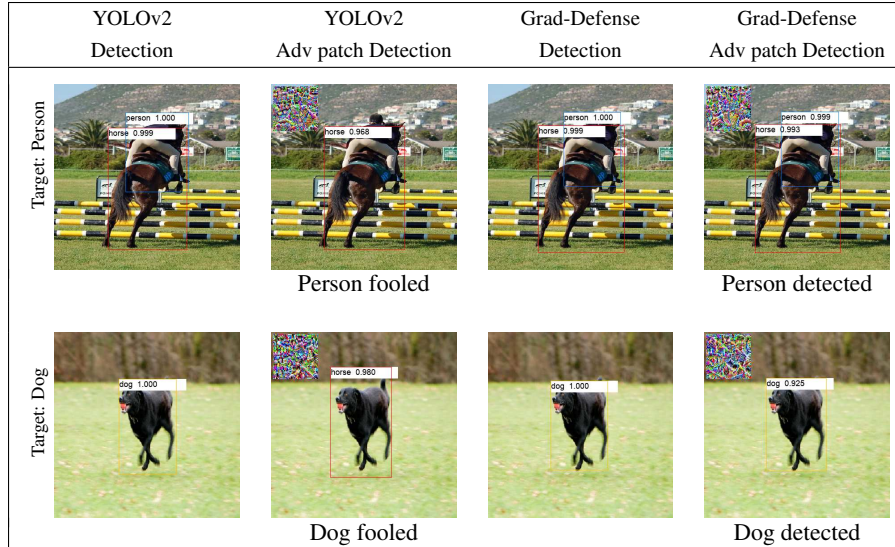 YOLOv2 YOLOv2 Grad-Defense Grad-Defense
Detection Adv patch Detection Detection Adv patch Detection
Target: Person
person 1.000
horse 0.999
horse 0.968
person 1.000
horse 0.999
person 0.999
horse 0.993
Person fooled Person detected
Target: Dog
dog 1.000
horse 0.980
dog 1.000
dog 0.925
Dog fooled Dog detected